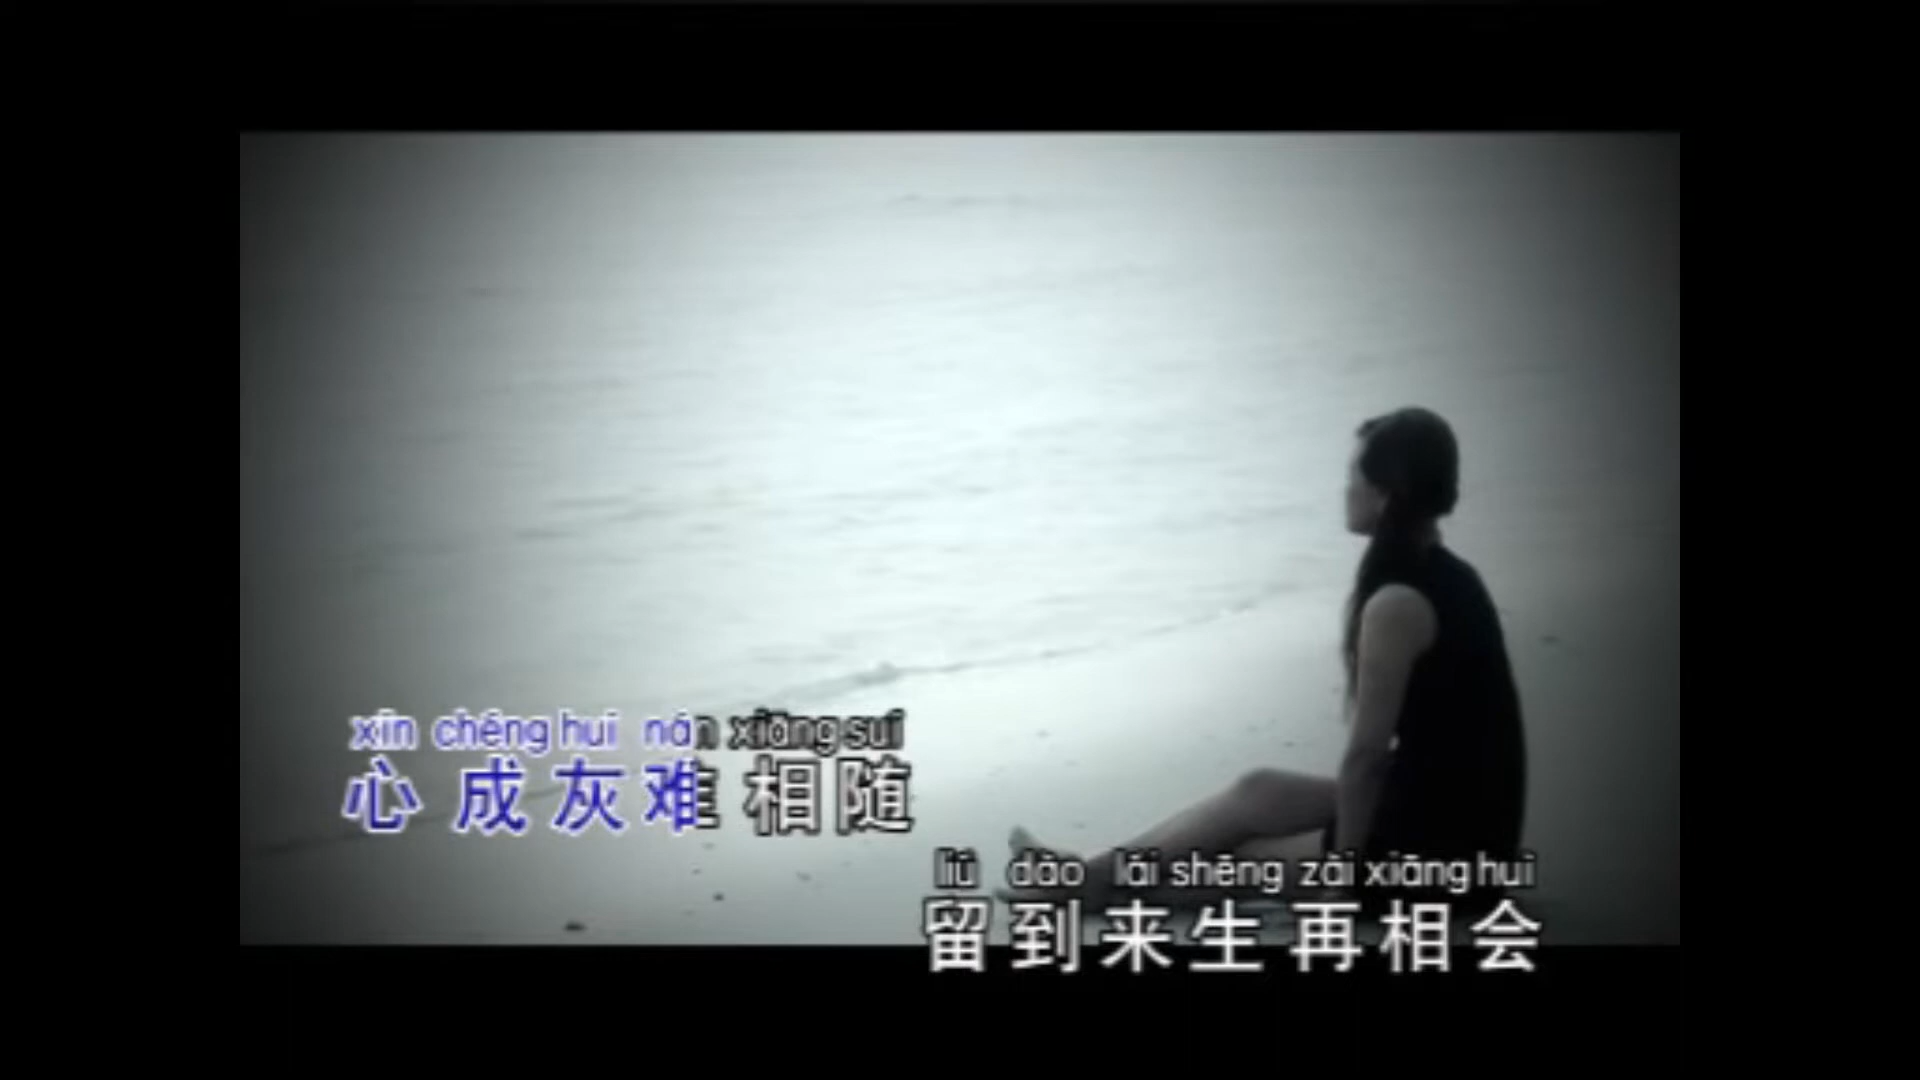 xīn chéng huī nán xiāng suí
心成灰难相随
liú dào lái shēng zài xiāng huì
留到来生再相会